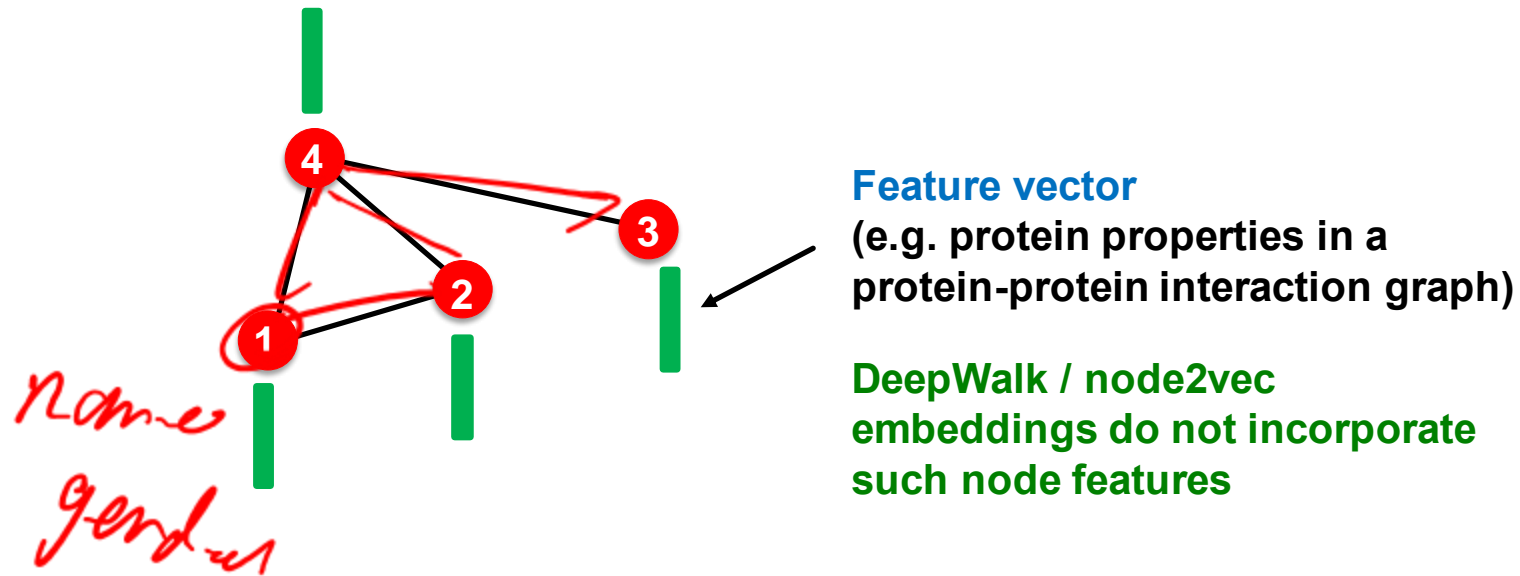 4
3
2
1
name
gender
Feature vector
(e.g. protein properties in a
protein-protein interaction graph)
DeepWalk / node2vec
embeddings do not incorporate
such node features